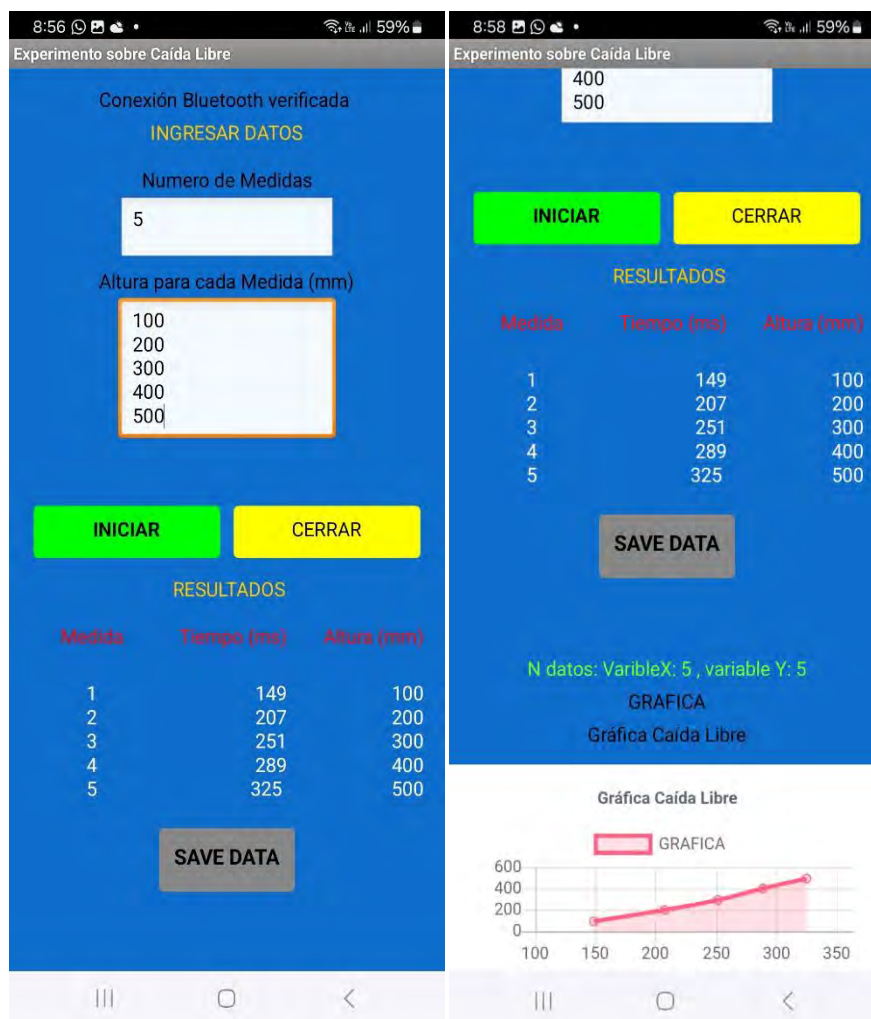 8:56 59%
Experimento sobre Caída Libre
Conexión Bluetooth verificada
INGRESAR DATOS
Numero de Medidas
5
Altura para cada Medida (mm)
100
200
300
400
500
INICIAR CERRAR
RESULTADOS
Medida Tiempo (ms) Altura (mm)
1 149 100
2 207 200
3 251 300
4 289 400
5 325 500
SAVE DATA
8:58 59%
Experimento sobre Caída Libre
400
500
INICIAR CERRAR
RESULTADOS
Medida Tiempo (ms) Altura (mm)
1 149 100
2 207 200
3 251 300
4 289 400
5 325 500
SAVE DATA
N datos: VaribleX: 5 , variable Y: 5
GRAFICA
Gráfica Caída Libre
Gráfica Caída Libre
GRAFICA
600
400
200
0
100 150 200 250 300 350